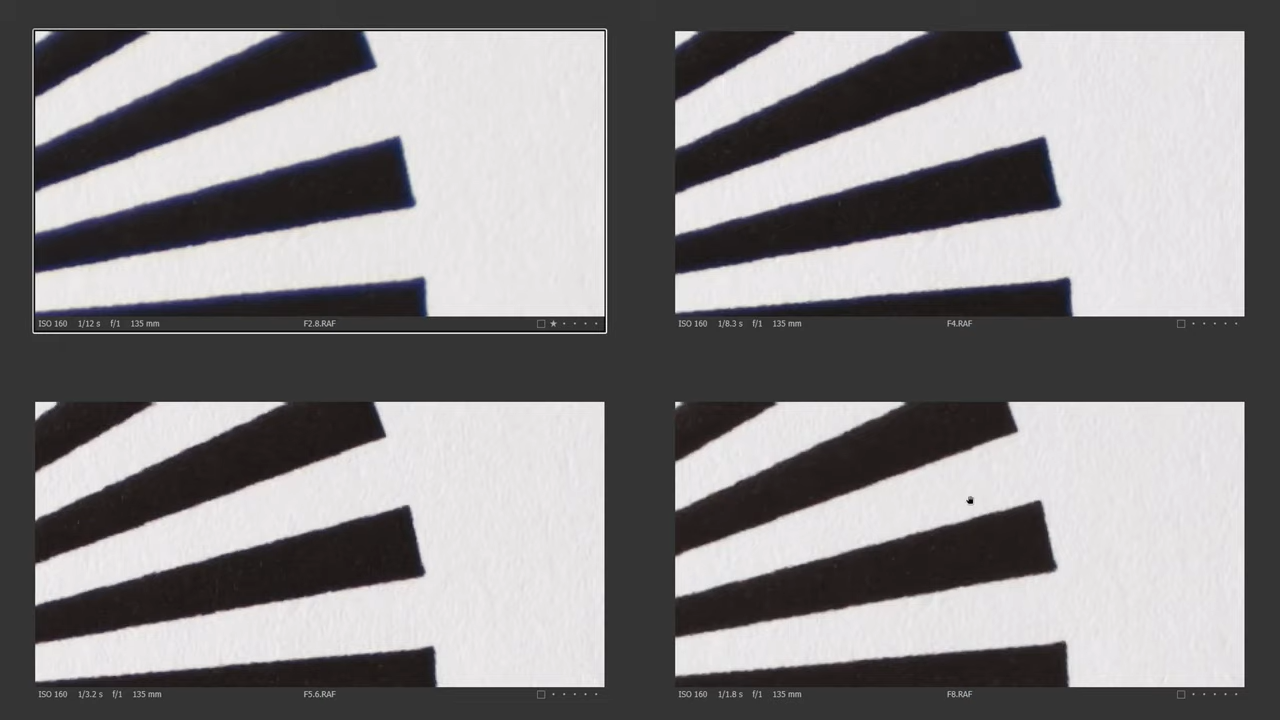 ISO 160 1/12 s f/1 135 mm F2.8.RAF
ISO 160 1/8.3 s f/1 135 mm F4.RAF
ISO 160 1/3.2 s f/1 135 mm F5.6.RAF
ISO 160 1/1.8 s f/1 135 mm F8.RAF